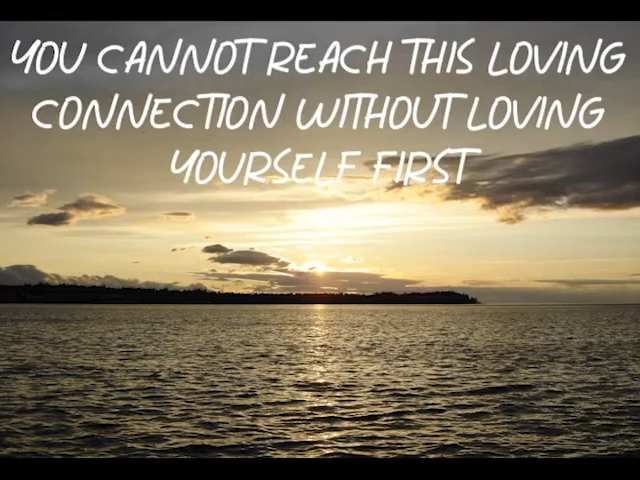 YOU CANNOT REACH THIS LOVING
CONNECTION WITHOUT LOVING
YOURSELF FIRST